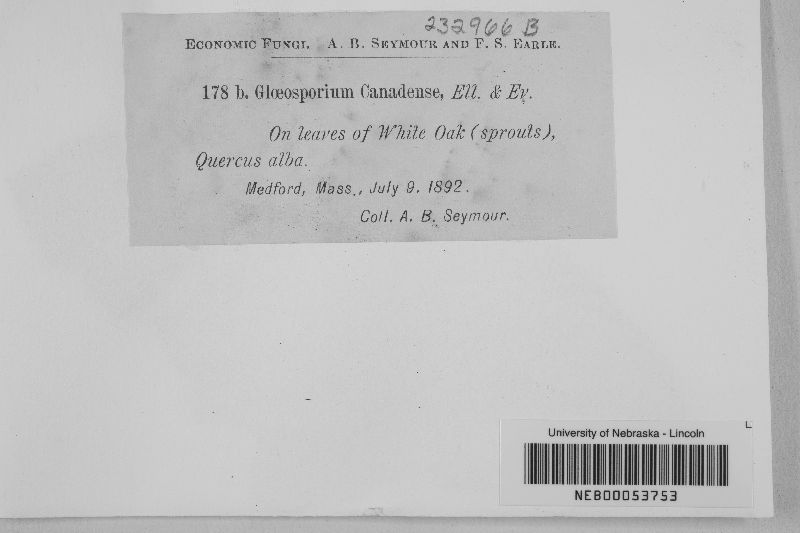 232966 B
Economic Fungi. A. B. Seymour and F. S. Earle.
178 b. Glœosporium Canadense, Ell. & Ev.
On leaves of White Oak (sprouts),
Quercus alba.
Medford, Mass., July 9, 1892.
Coll. A. B. Seymour.
University of Nebraska - Lincoln
NEB00053753